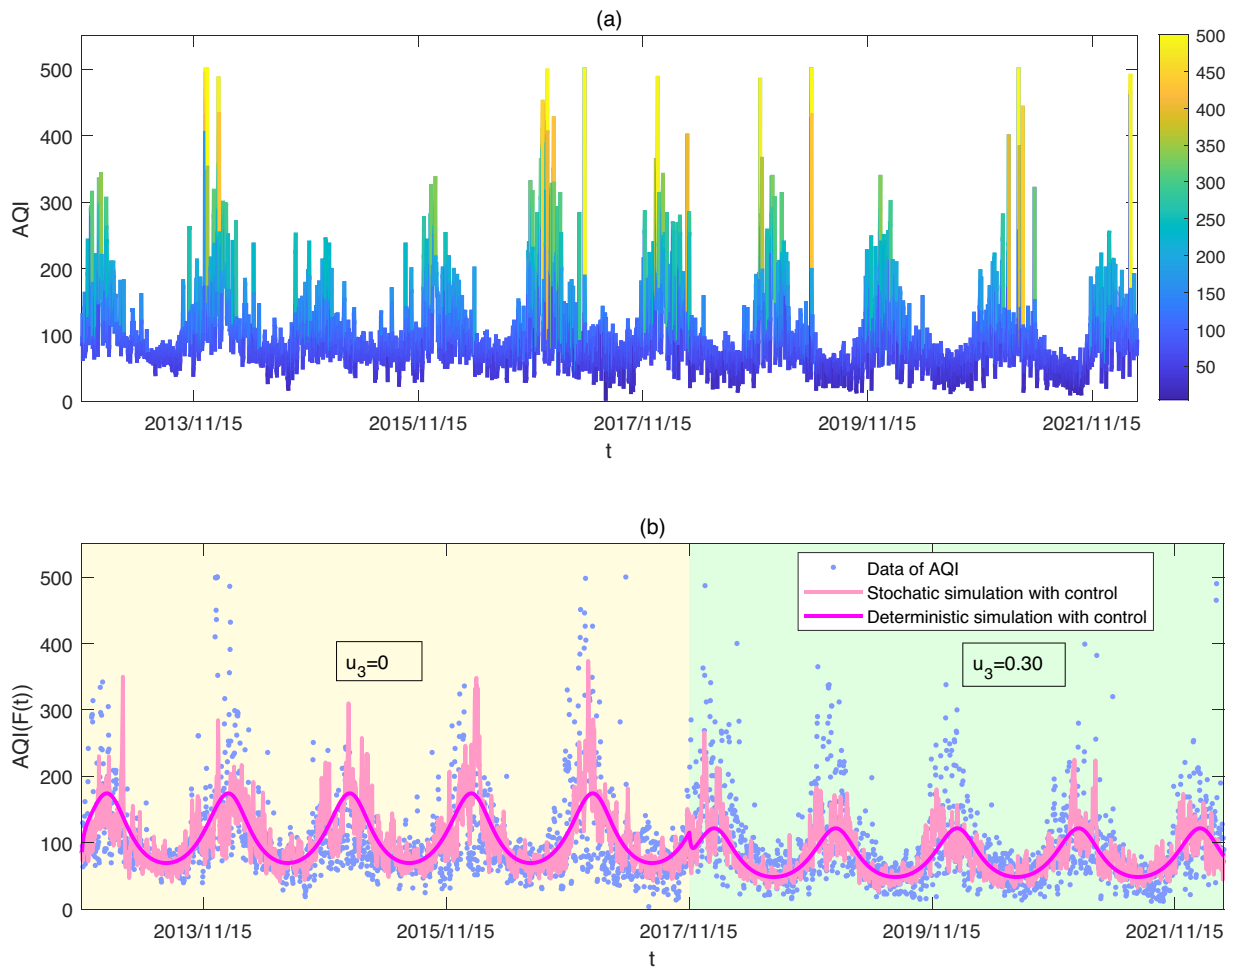 (a)
500
400
300
200
100
0
AQI
2013/11/15
2015/11/15
2017/11/15
2019/11/15
2021/11/15
t
500
450
400
350
300
250
200
150
100
50
(b)
500
400
300
200
100
0
AQI(F(t))
u_3=0
Data of AQI
Stochatic simulation with control
Deterministic simulation with control
u_3=0.30
2013/11/15
2015/11/15
2017/11/15
2019/11/15
2021/11/15
t